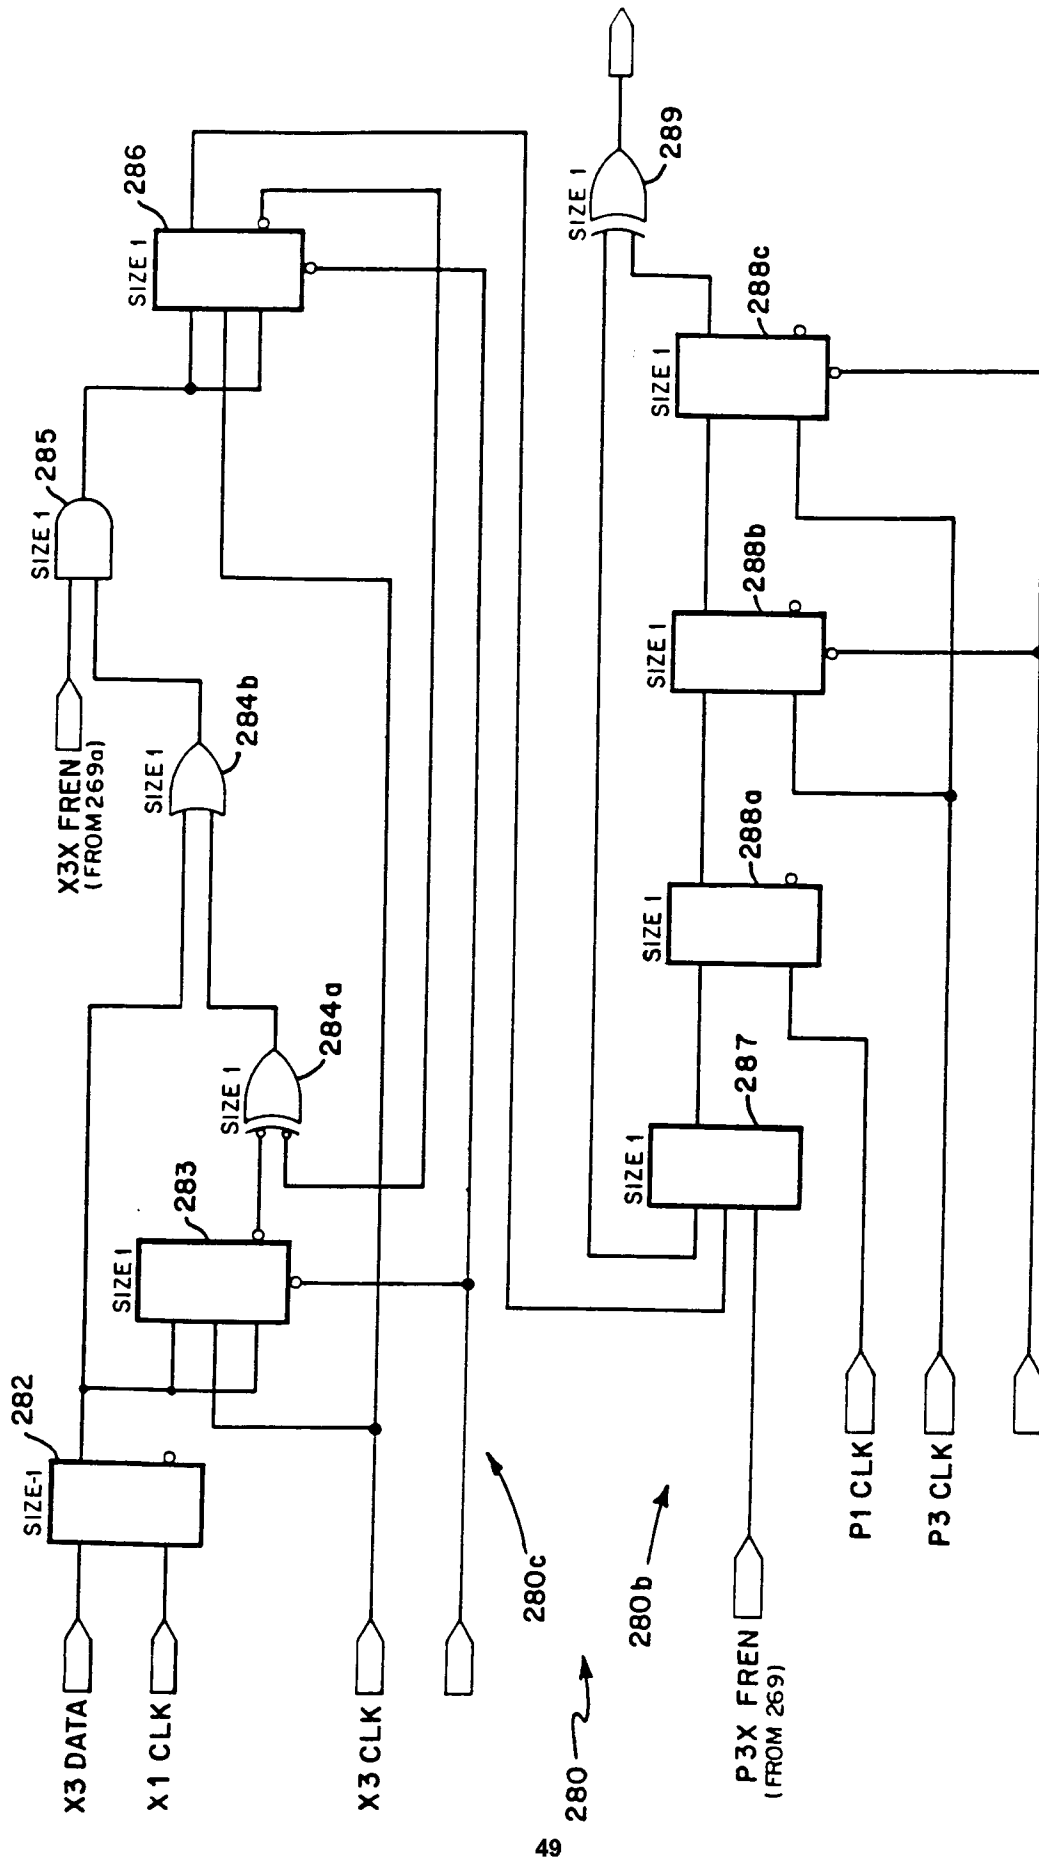 X3 DATA
X1 CLK
X3 CLK
SIZE-1
282
SIZE 1
283
SIZE 1
284a
SIZE 1
284b
X3X FREN
(FROM 269a)
SIZE 1
285
SIZE 1
286
280c
280
280b
P3X FREN
(FROM 269)
P1 CLK
P3 CLK
SIZE 1
287
SIZE 1
288a
SIZE 1
288b
SIZE 1
288c
SIZE 1
289
49